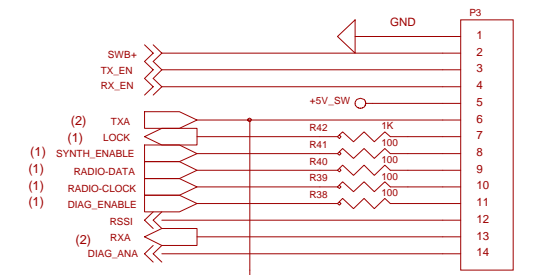 P3
GND
1
SWB+ 2
TX_EN 3
RX_EN 4
+5V_SW 5
(2) TXA 6
(1) LOCK R42 1K 7
(1) SYNTH_ENABLE R41 100 8
(1) RADIO-DATA R40 100 9
(1) RADIO-CLOCK R39 100 10
(1) DIAG_ENABLE R38 100 11
RSSI 12
(2) RXA 13
DIAG_ANA 14